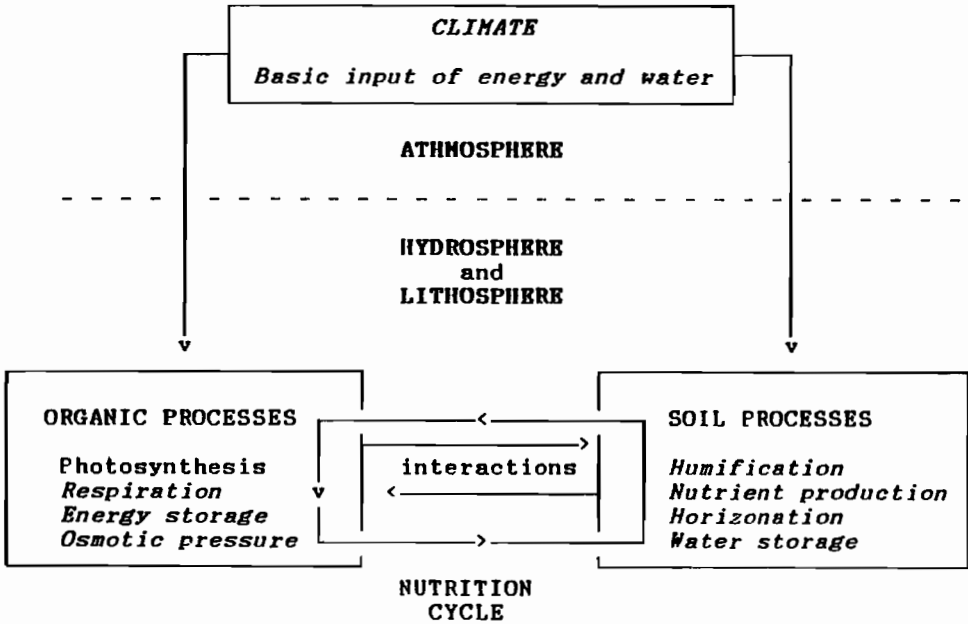 CLIMATE
Basic input of energy and water
ATHMOSPHERE
HYDROSPHERE
and
LITHOSPHERE
ORGANIC PROCESSES
Photosynthesis
Respiration
Energy storage
Osmotic pressure
interactions
SOIL PROCESSES
Humification
Nutrient production
Horizonation
Water storage
NUTRITION
CYCLE